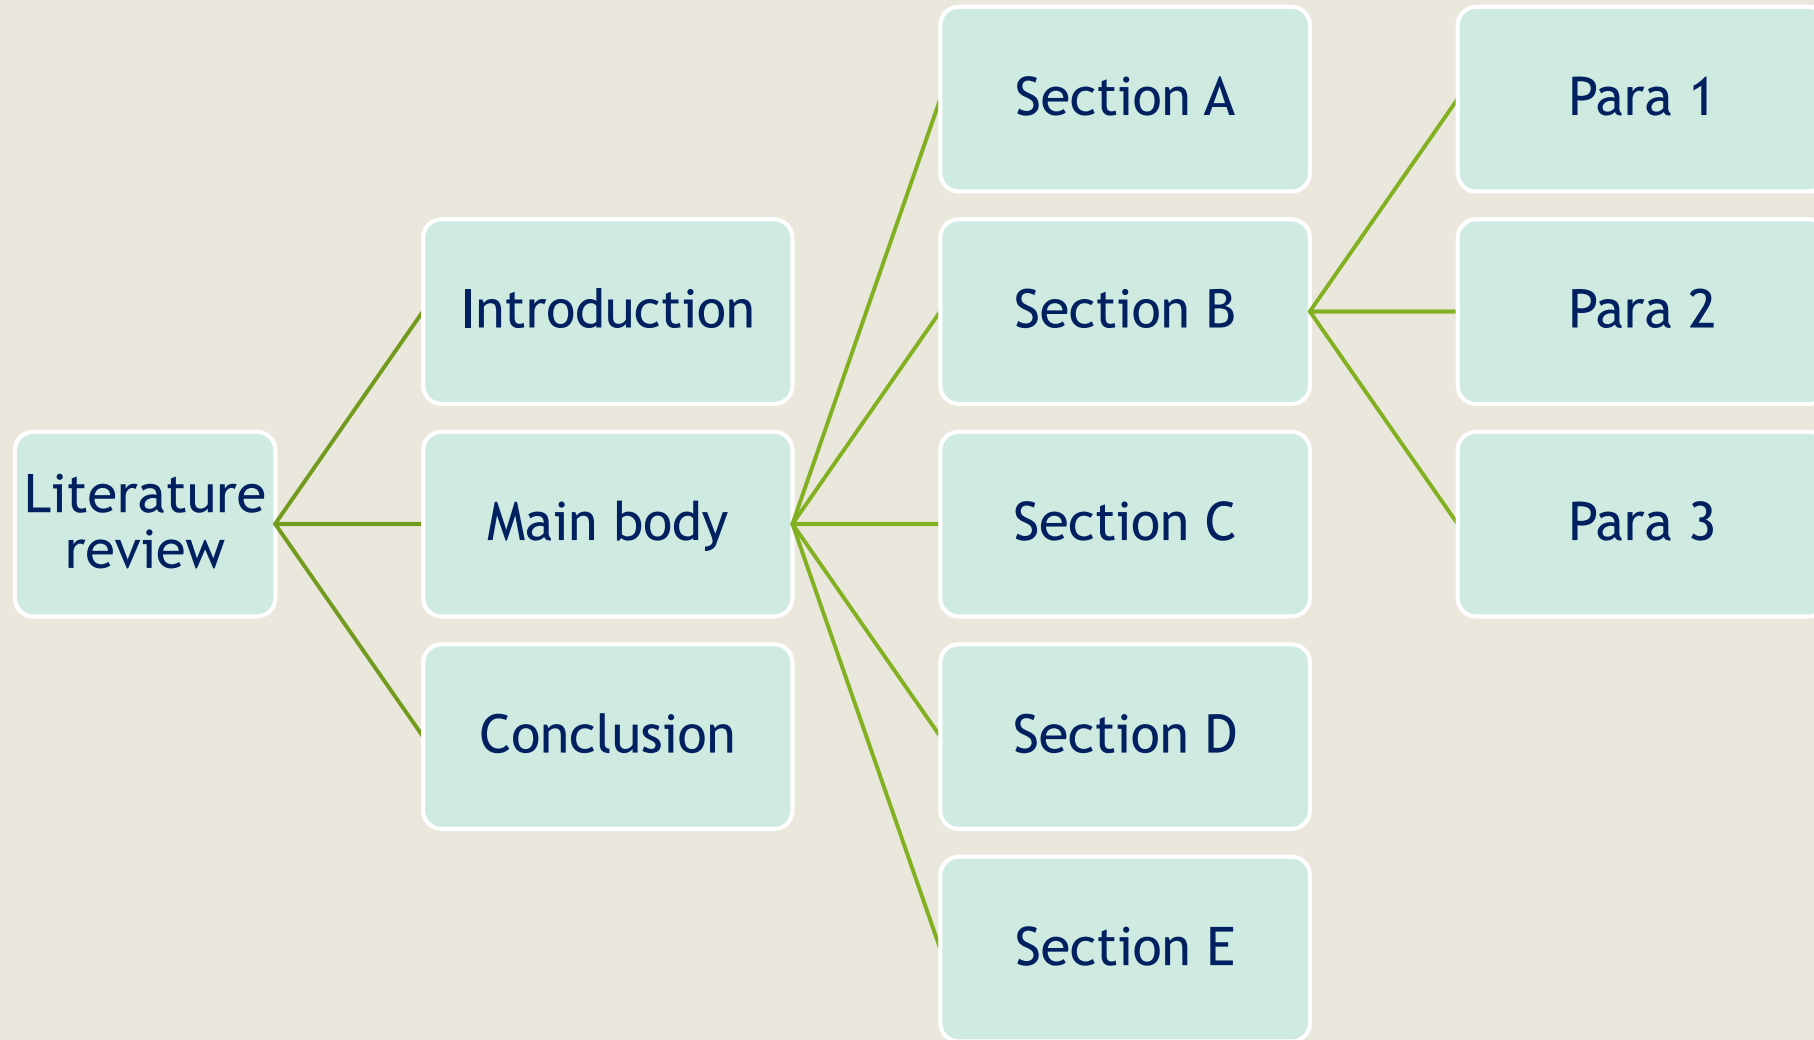 Literature
review
Introduction
Main body
Conclusion
Section A
Section B
Section C
Section D
Section E
Para 1
Para 2
Para 3